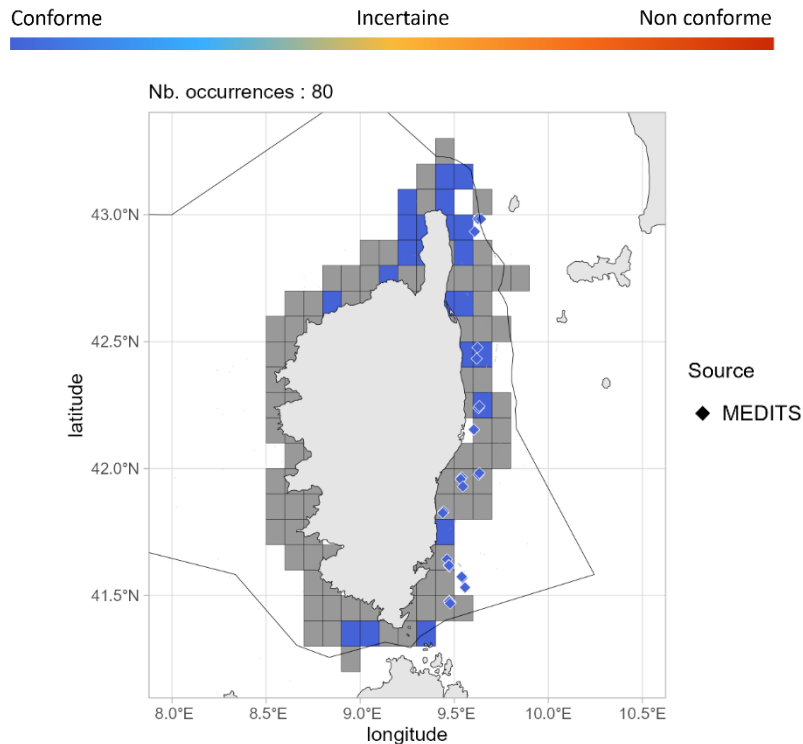 Conforme Incertaine Non conforme
Nb. occurrences : 80
43.0°N
42.5°N
42.0°N
41.5°N
latitude
Source
MEDITS
8.0°E 8.5°E 9.0°E 9.5°E 10.0°E 10.5°E
longitude